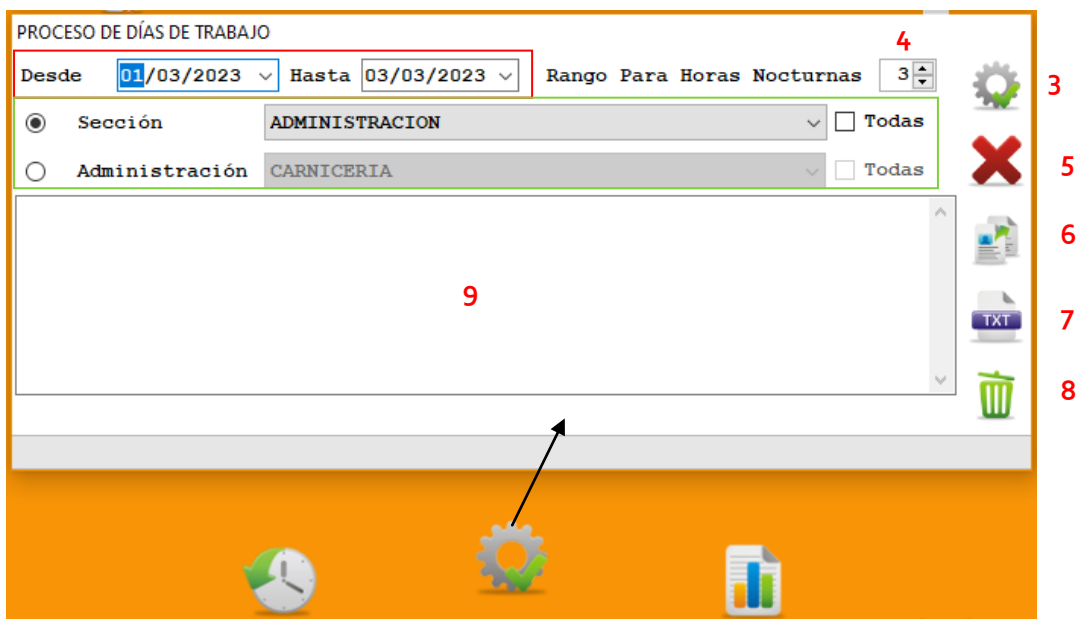 PROCESO DE DÍAS DE TRABAJO
4
Desde 01/03/2023 Hasta 03/03/2023 Rango Para Horas Nocturnas 3
3
Sección ADMINISTRACION Todas
Administración CARNICERIA Todas
5
6
9
TXT 7
8